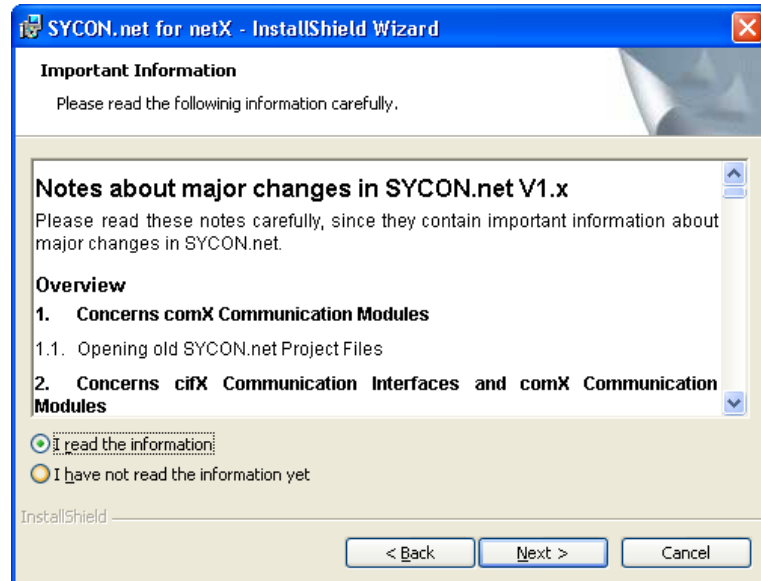 SYCON.net for netX - InstallShield Wizard
Important Information
Please read the followinig information carefully.
Notes about major changes in SYCON.net V1.x
Please read these notes carefully, since they contain important information about
major changes in SYCON.net.
Overview
1. Concerns comX Communication Modules
1.1. Opening old SYCON.net Project Files
2. Concerns cifX Communication Interfaces and comX Communication
Modules
I read the information
I have not read the information yet
InstallShield
< Back Next > Cancel